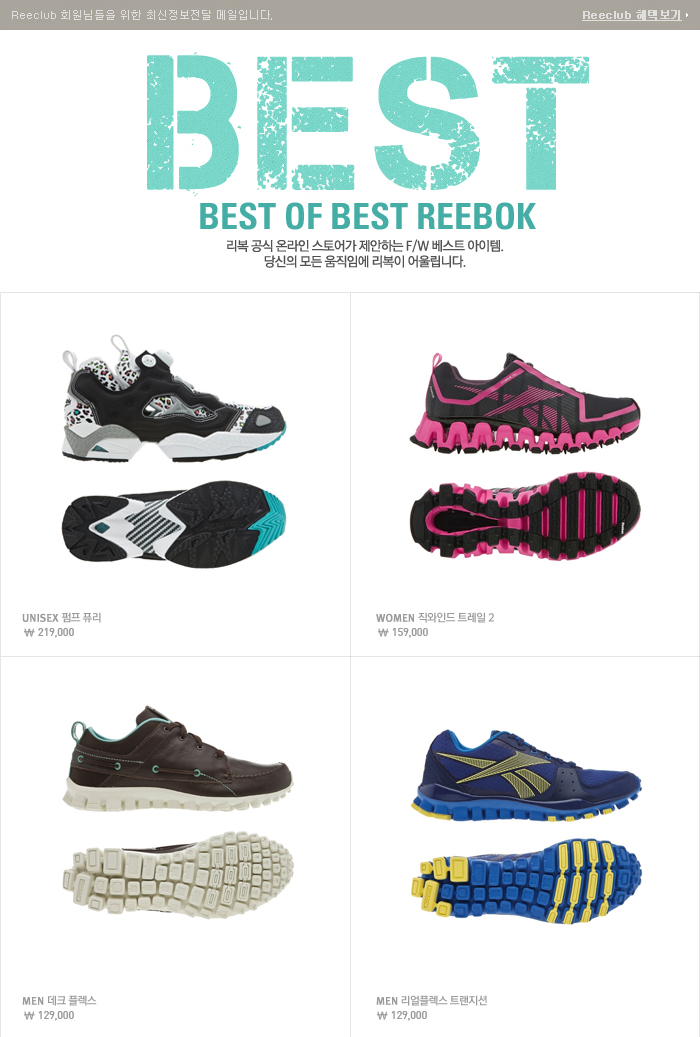 Reeclub 회원님들을 위한 최신정보전달 메일입니다.
Reeclub 혜택보기
BEST
BEST OF BEST REEBOK
리복 공식 온라인 스토어가 제안하는 F/W 베스트 아이템.
당신의 모든 움직임에 리복이 어울립니다.
UNISEX 펌프 퓨리
₩ 219,000
WOMEN 직와인드 트레일 2
₩ 159,000
MEN 데크 플렉스
₩ 129,000
MEN 리얼플렉스 트랜지션
₩ 129,000